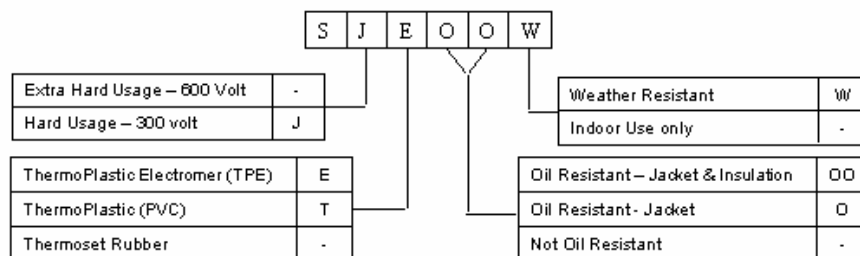 S J E O O W
Extra Hard Usage – 600 Volt -
Hard Usage – 300 volt J
Weather Resistant W
Indoor Use only -
ThermoPlastic Electromer (TPE) E
ThermoPlastic (PVC) T
Thermoset Rubber -
Oil Resistant – Jacket & Insulation OO
Oil Resistant- Jacket O
Not Oil Resistant -